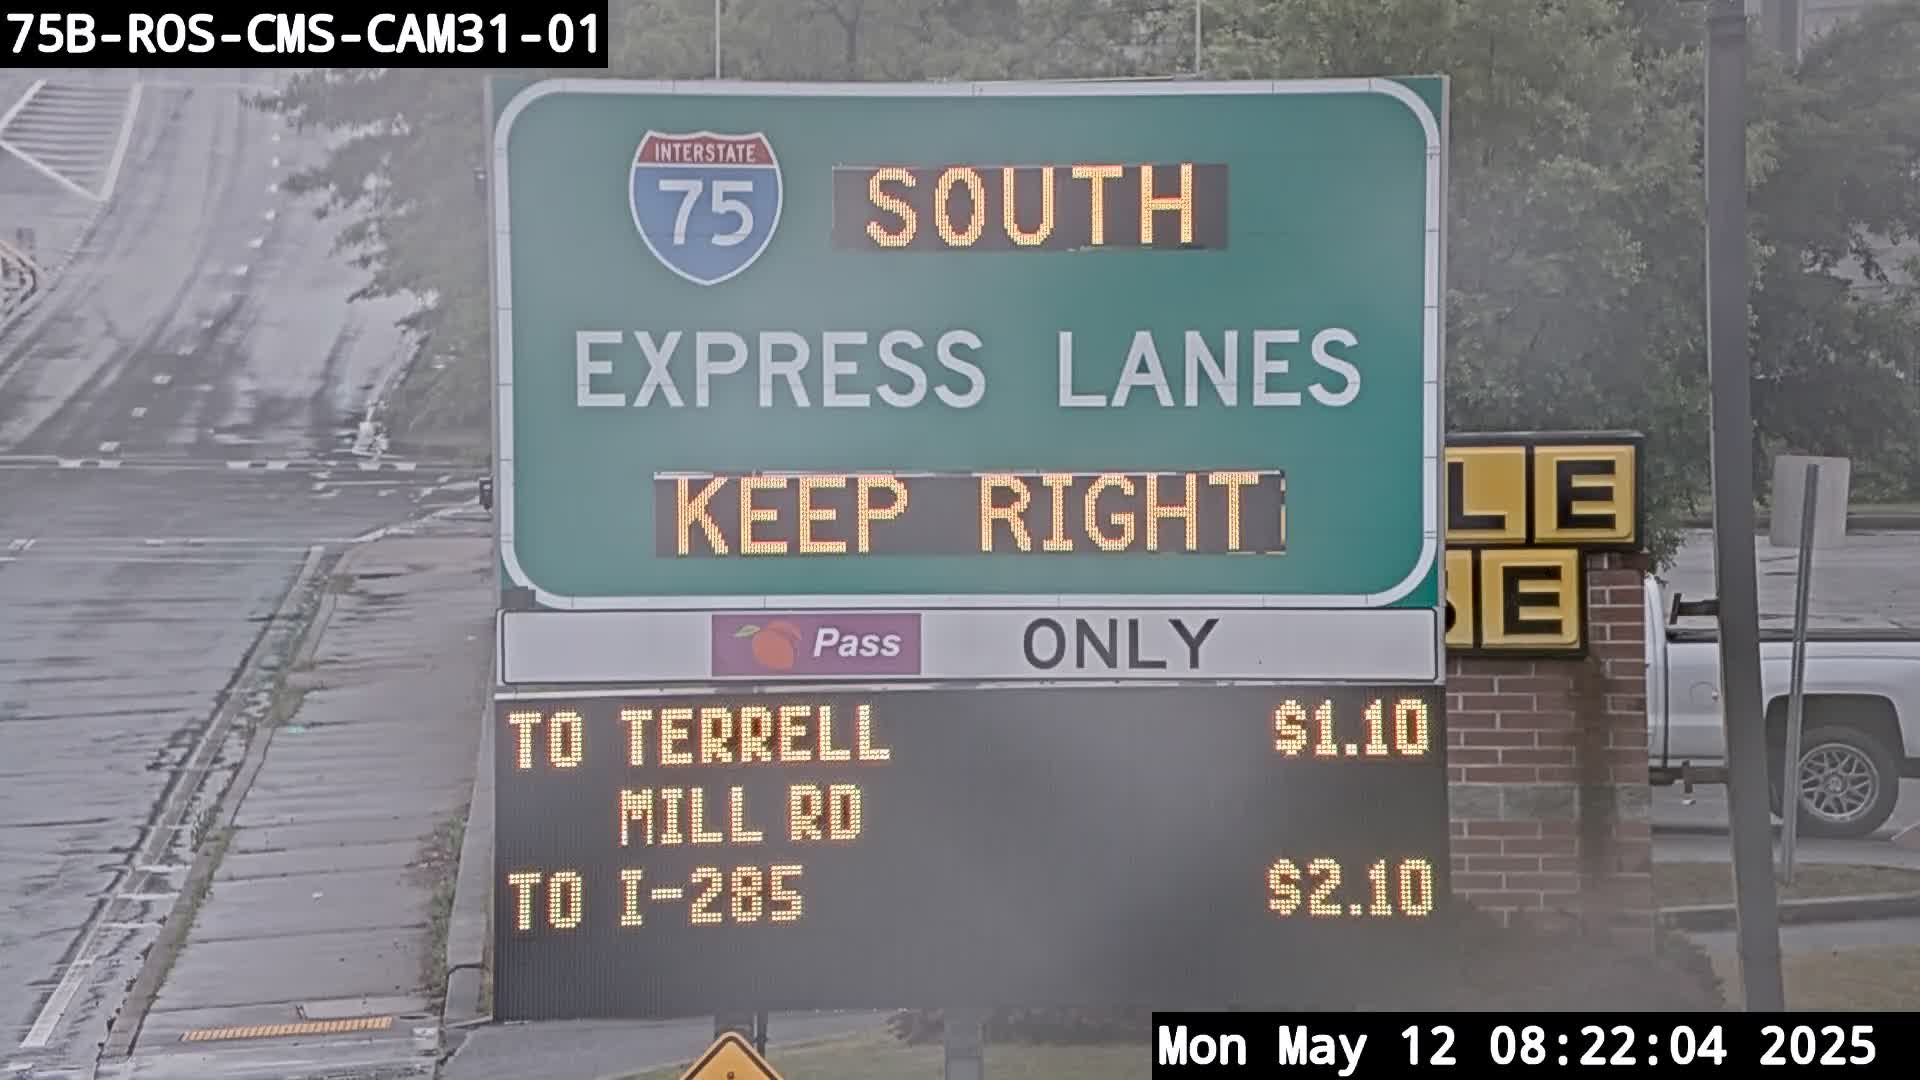 75B-ROS-CMS-CAM31-01
INTERSTATE
75
SOUTH
EXPRESS LANES
KEEP RIGHT
Pass ONLY
TO TERRELL $1.10
MILL RD
TO I-285 $2.10
LE
E
Mon May 12 08:22:04 2025